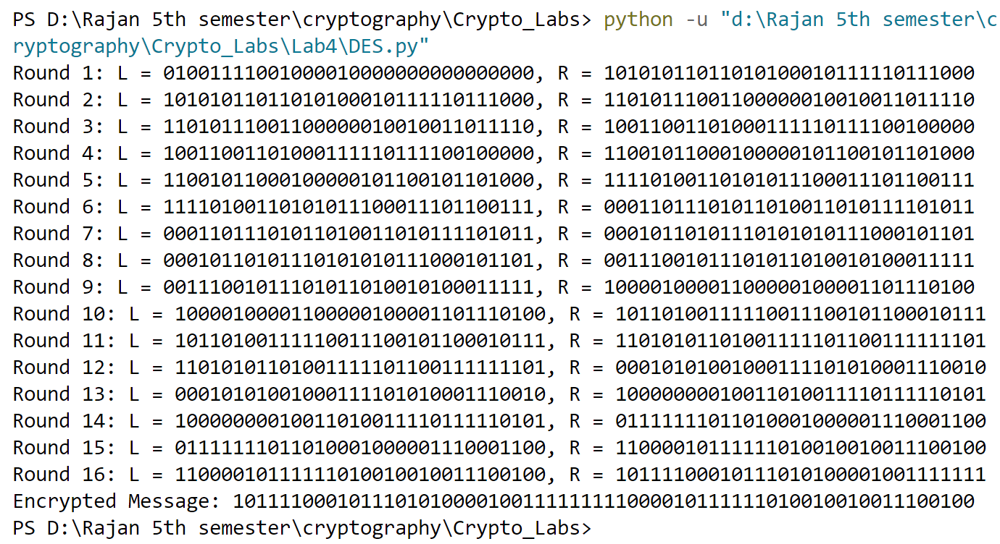 PS D:\Rajan 5th semester\cryptography\Crypto_Labs> python -u "d:\Rajan 5th semester\c
ryptography\Crypto_Labs\Lab4\DES.py"
Round 1: L = 01001111001000010000000000000000, R = 10101011011010100010111110111000
Round 2: L = 10101011011010100010111110111000, R = 11010111001100000010010011011110
Round 3: L = 11010111001100000010010011011110, R = 10011001101000111110111100100000
Round 4: L = 10011001101000111110111100100000, R = 11001011000100000101100101101000
Round 5: L = 11001011000100000101100101101000, R = 11110100110101011100011101100111
Round 6: L = 11110100110101011100011101100111, R = 00011011101011010011010111101011
Round 7: L = 00011011101011010011010111101011, R = 00010110101110101010111000101101
Round 8: L = 00010110101110101010111000101101, R = 00111001011101011010010100011111
Round 9: L = 00111001011101011010010100011111, R = 10000100001100000100001101110100
Round 10: L = 10000100001100000100001101110100, R = 10110100111110011100101100010111
Round 11: L = 10110100111110011100101100010111, R = 11010101101001111101100111111101
Round 12: L = 11010101101001111101100111111101, R = 00010101001000111101010001110010
Round 13: L = 00010101001000111101010001110010, R = 10000000010011010011110111110101
Round 14: L = 10000000010011010011110111110101, R = 01111111011010001000001110001100
Round 15: L = 01111111011010001000001110001100, R = 11000010111111010010010011100100
Round 16: L = 11000010111111010010010011100100, R = 10111100010111010100001001111111
Encrypted Message: 1011110001011101010000100111111111000010111111010010010011100100
PS D:\Rajan 5th semester\cryptography\Crypto_Labs>